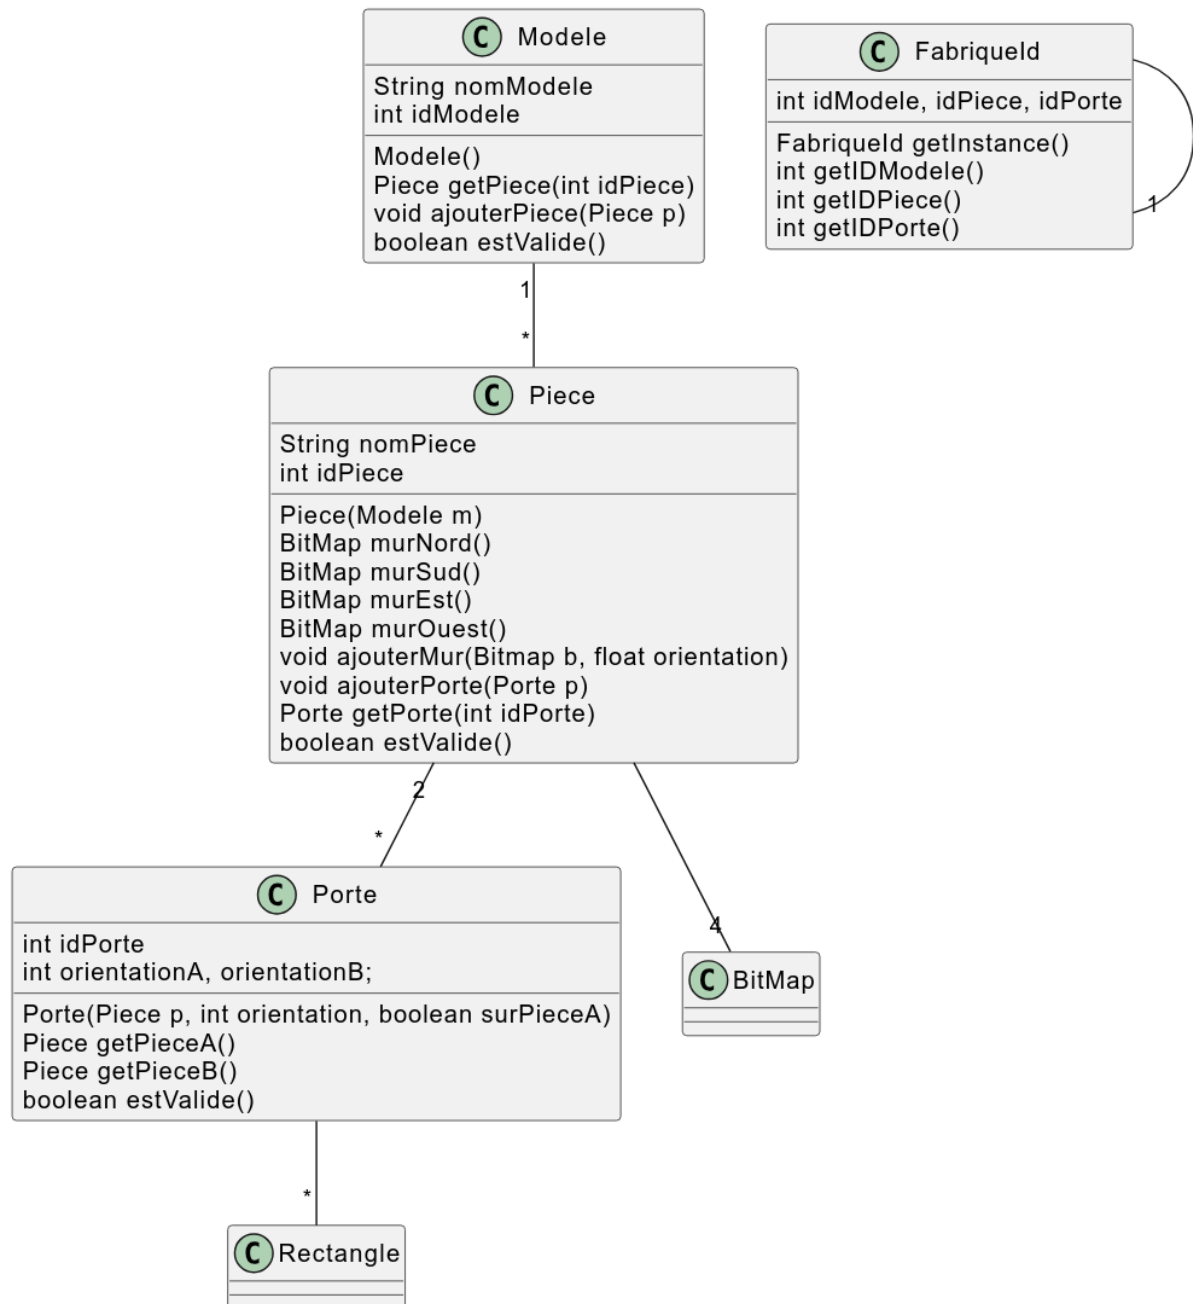 C Modele
String nomModele
int idModele
Modele()
Piece getPiece(int idPiece)
void ajouterPiece(Piece p)
boolean estValide()
C FabriqueId
int idModele, idPiece, idPorte
FabriqueId getInstance()
int getIDModele()
int getIDPiece()
int getIDPorte()
1
1
*
C Piece
String nomPiece
int idPiece
Piece(Modele m)
BitMap murNord()
BitMap murSud()
BitMap murEst()
BitMap murOuest()
void ajouterMur(Bitmap b, float orientation)
void ajouterPorte(Porte p)
Porte getPorte(int idPorte)
boolean estValide()
2
*
C Porte
int idPorte
int orientationA, orientationB;
Porte(Piece p, int orientation, boolean surPieceA)
Piece getPieceA()
Piece getPieceB()
boolean estValide()
4
C BitMap
*
C Rectangle